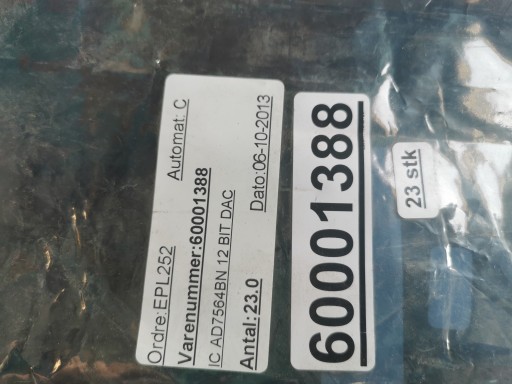 Ordre:EPL252 Automat: C
Varenummer:60001388
IC AD7564BN 12 BIT DAC
Antal:23.0 Dato:06-10-2013
60001388
23 stk